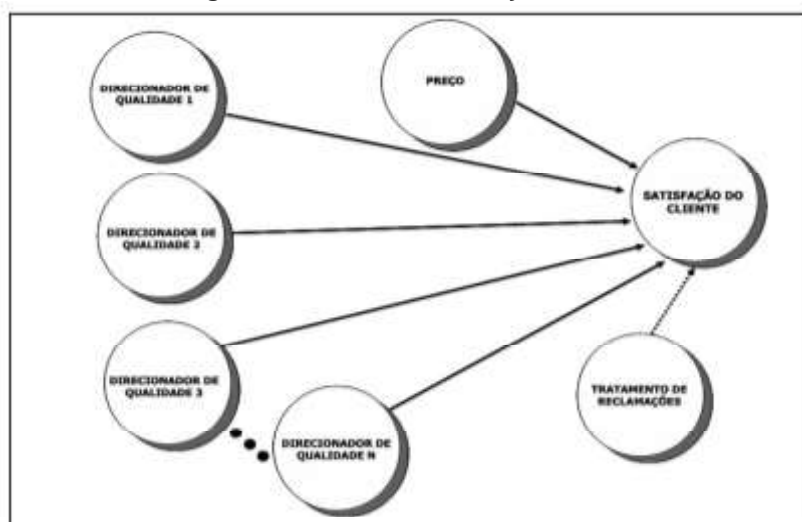 DIRECIONADOR DE
QUALIDADE 1
PREÇO
SATISFAÇÃO DO
CLIENTE
DIRECIONADOR DE
QUALIDADE 2
DIRECIONADOR DE
QUALIDADE 3
TRATAMENTO DE
RECLAMAÇÕES
DIRECIONADOR DE
QUALIDADE N